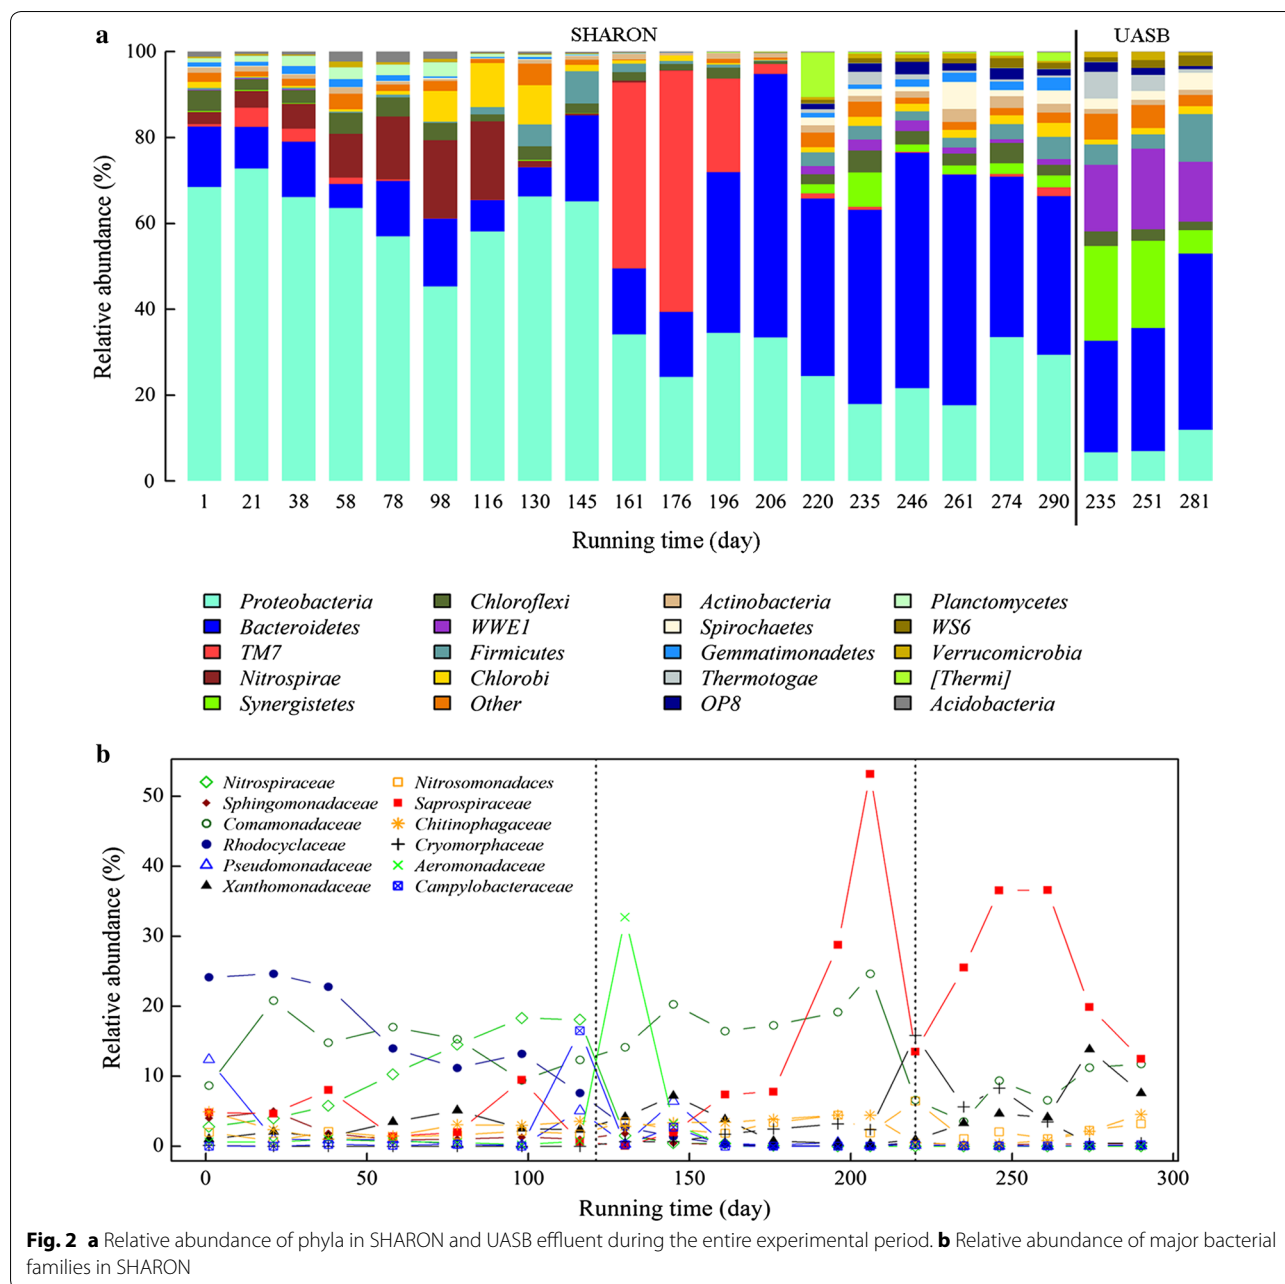 a
SHARON UASB
Relative abundance (%)
100
80
60
40
20
0
1 21 38 58 78 98 116 130 145 161 176 196 206 220 235 246 261 274 290 235 251 281
Running time (day)
Proteobacteria Chloroflexi Actinobacteria Planctomycetes
Bacteroidetes WWE1 Spirochaetes WS6
TM7 Firmicutes Gemmatimonadetes Verrucomicrobia
Nitrospirae Chlorobi Thermotogae [Thermi]
Synergistetes Other OP8 Acidobacteria
b
Relative abundance (%)
50
40
30
20
10
0
Nitrospiraceae Nitrosomonadaces
Sphingomonadaceae Saprospiraceae
Comamonadaceae Chitinophagaceae
Rhodocyclaceae Cryomorphaceae
Pseudomonadaceae Aeromonadaceae
Xanthomonadaceae Campylobacteraceae
0 50 100 150 200 250 300
Running time (day)
Fig. 2 a Relative abundance of phyla in SHARON and UASB effluent during the entire experimental period. b Relative abundance of major bacterial
families in SHARON